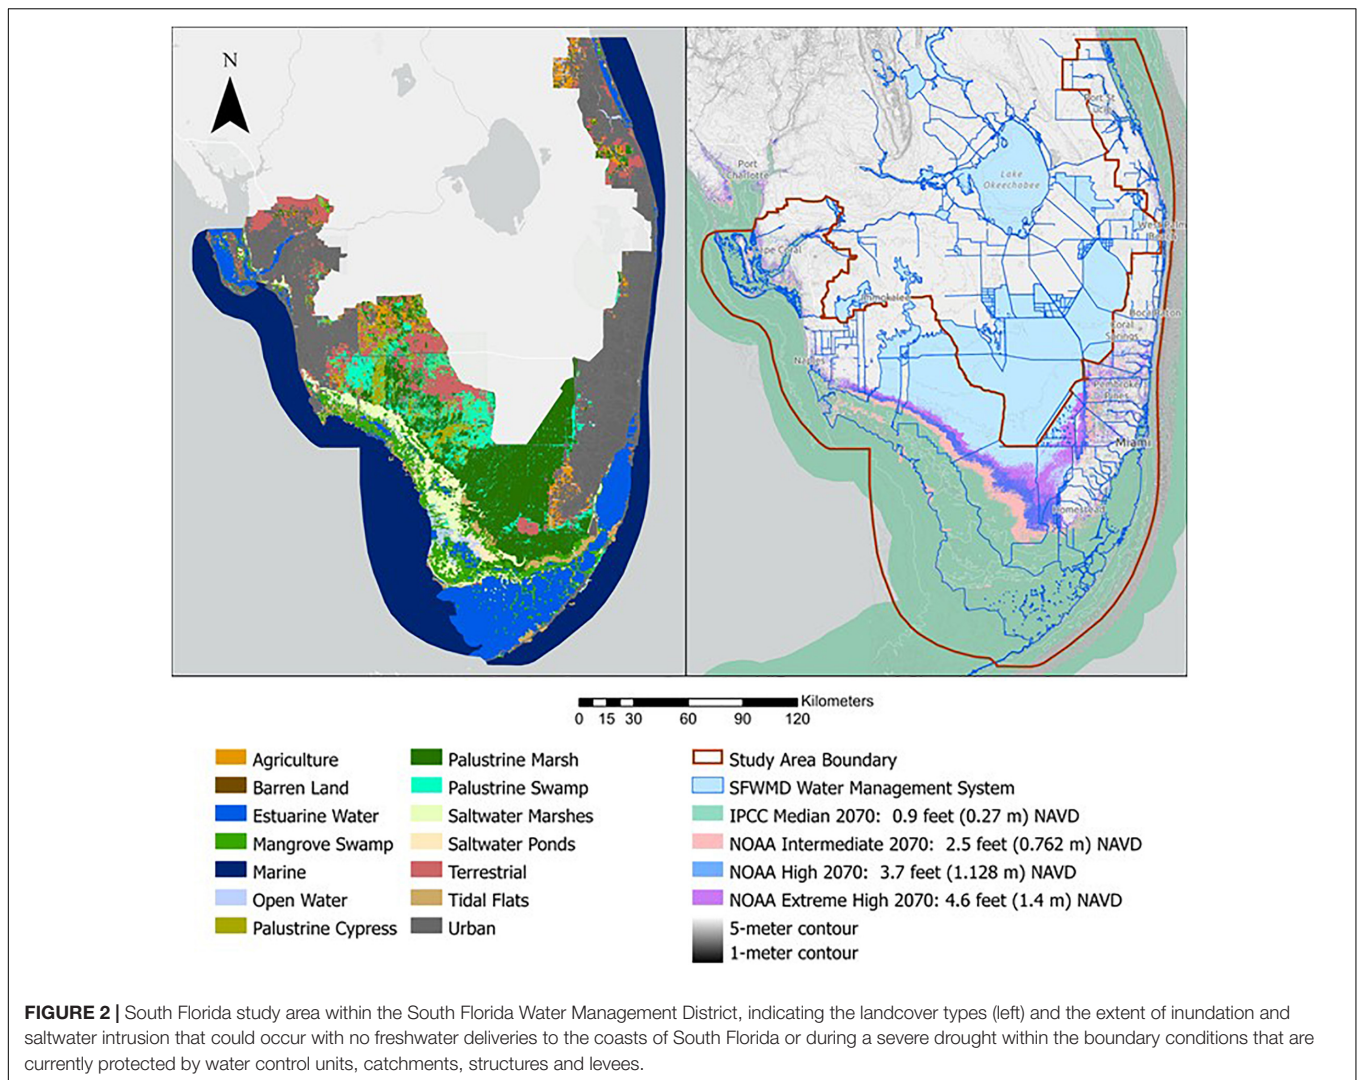 N
Port St
Lucie
Port
Charlotte
Lake
Okeechobee
West Palm
Beach
Cape Coral
Immokalee
Boca Raton
Coral
Springs
Naples
Pembroke
Pines
Miami
Homestead
Kilometers
0 15 30 60 90 120
Agriculture
Barren Land
Estuarine Water
Mangrove Swamp
Marine
Open Water
Palustrine Cypress
Palustrine Marsh
Palustrine Swamp
Saltwater Marshes
Saltwater Ponds
Terrestrial
Tidal Flats
Urban
Study Area Boundary
SFWMD Water Management System
IPCC Median 2070: 0.9 feet (0.27 m) NAVD
NOAA Intermediate 2070: 2.5 feet (0.762 m) NAVD
NOAA High 2070: 3.7 feet (1.128 m) NAVD
NOAA Extreme High 2070: 4.6 feet (1.4 m) NAVD
5-meter contour
1-meter contour
FIGURE 2 | South Florida study area within the South Florida Water Management District, indicating the landcover types (left) and the extent of inundation and
saltwater intrusion that could occur with no freshwater deliveries to the coasts of South Florida or during a severe drought within the boundary conditions that are
currently protected by water control units, catchments, structures and levees.